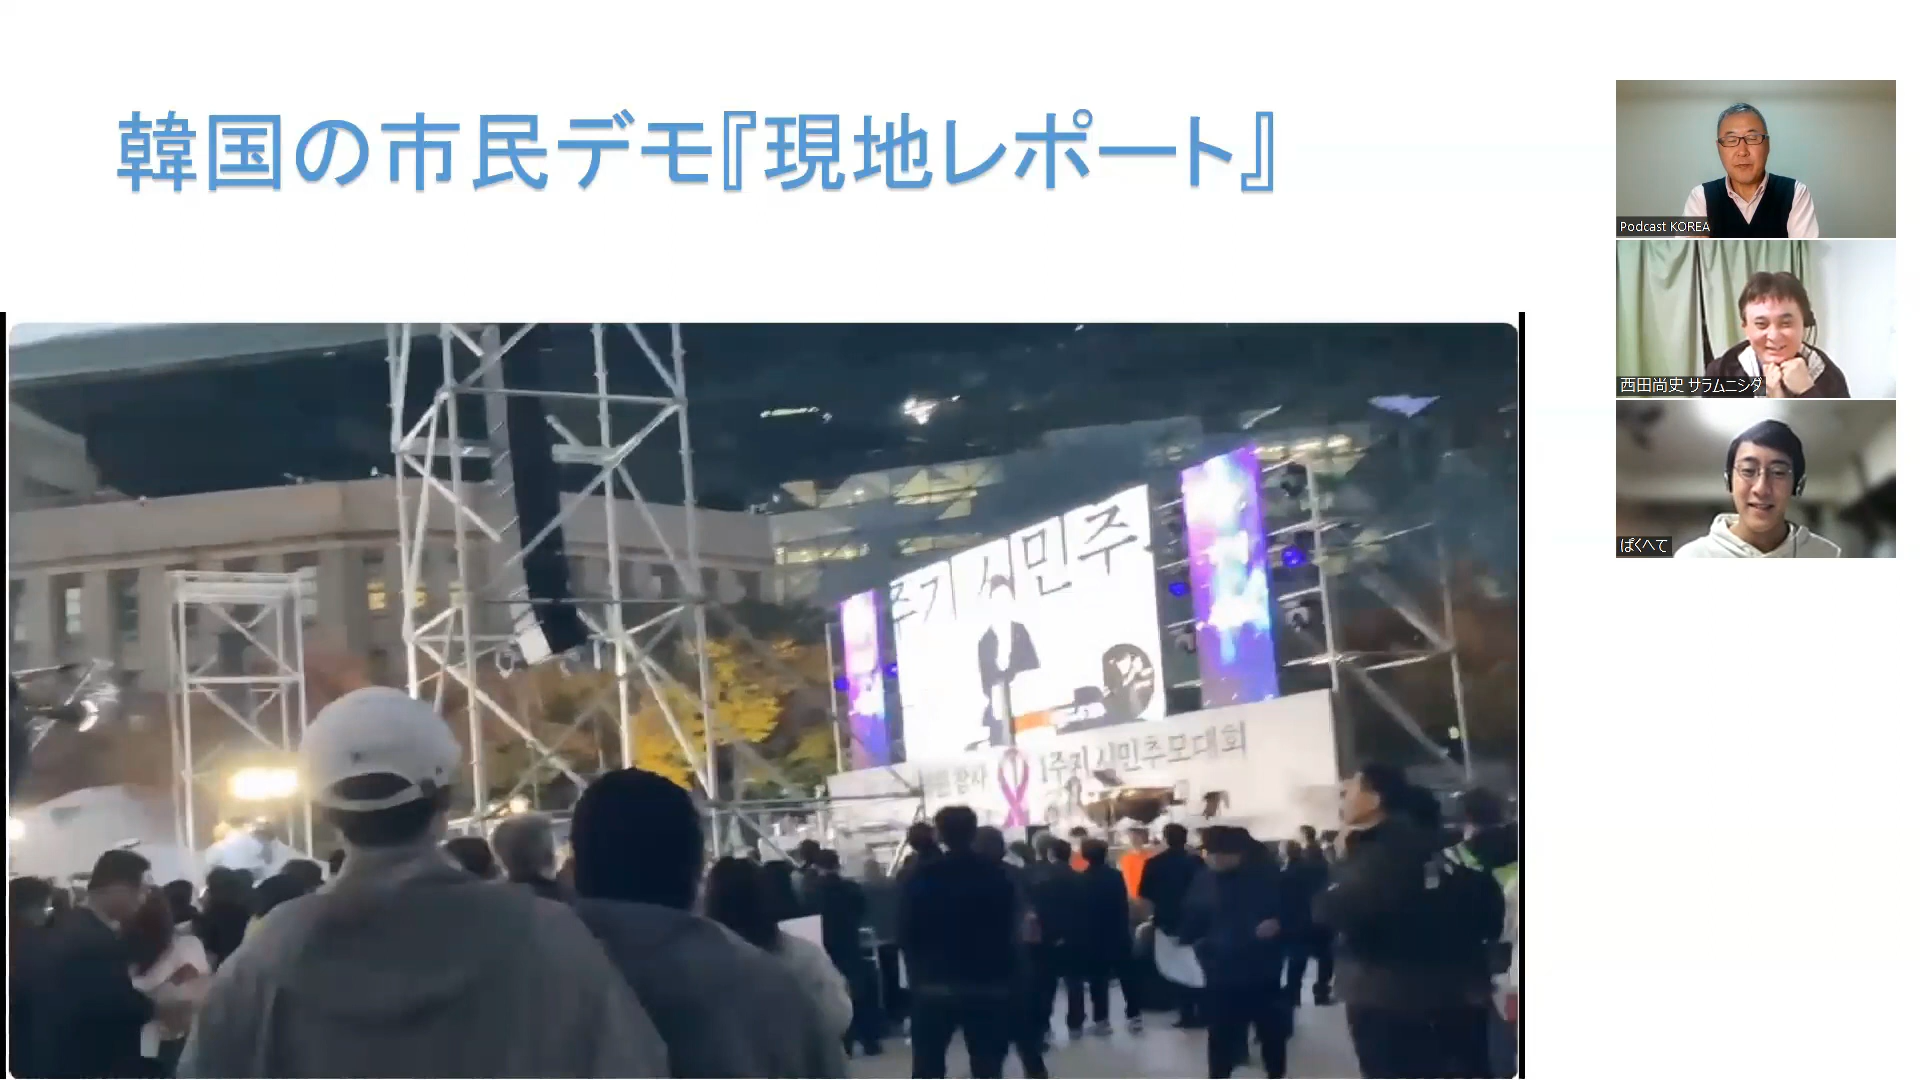 韓国の市民デモ『現地レポート』
Podcast KOREA
西田尚史 サラムニシダ
ぱくへて
주기 시민추
참사 1주기 시민추모대회